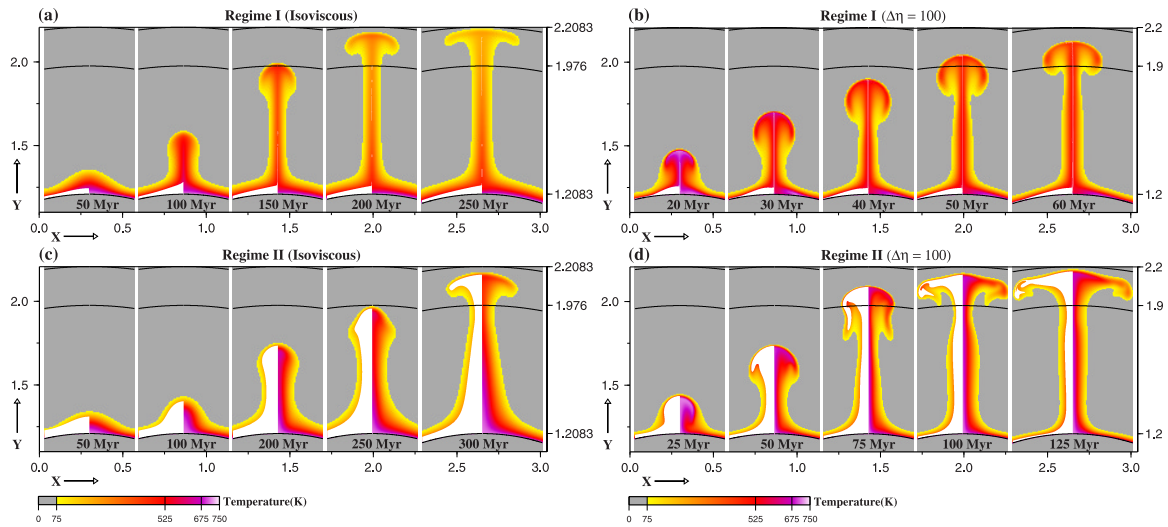 (a) Regime I (Isoviscous)
2.0
1.5
Y
2.2083
1.976
1.2083
50 Myr 100 Myr 150 Myr 200 Myr 250 Myr
0.0 0.5 1.0 1.5 2.0 2.5 3.0
X
(b) Regime I (Δη = 100)
2.0
1.5
Y
2.2
1.9
1.2
20 Myr 30 Myr 40 Myr 50 Myr 60 Myr
0.0 0.5 1.0 1.5 2.0 2.5 3.0
X
(c) Regime II (Isoviscous)
2.0
1.5
Y
2.2083
1.976
1.2083
50 Myr 100 Myr 200 Myr 250 Myr 300 Myr
0.0 0.5 1.0 1.5 2.0 2.5 3.0
X
(d) Regime II (Δη = 100)
2.0
1.5
Y
2.2
1.9
1.2
25 Myr 50 Myr 75 Myr 100 Myr 125 Myr
0.0 0.5 1.0 1.5 2.0 2.5 3.0
X
Temperature(K)
0 75 525 675 750
Temperature(K)
0 75 525 675 750